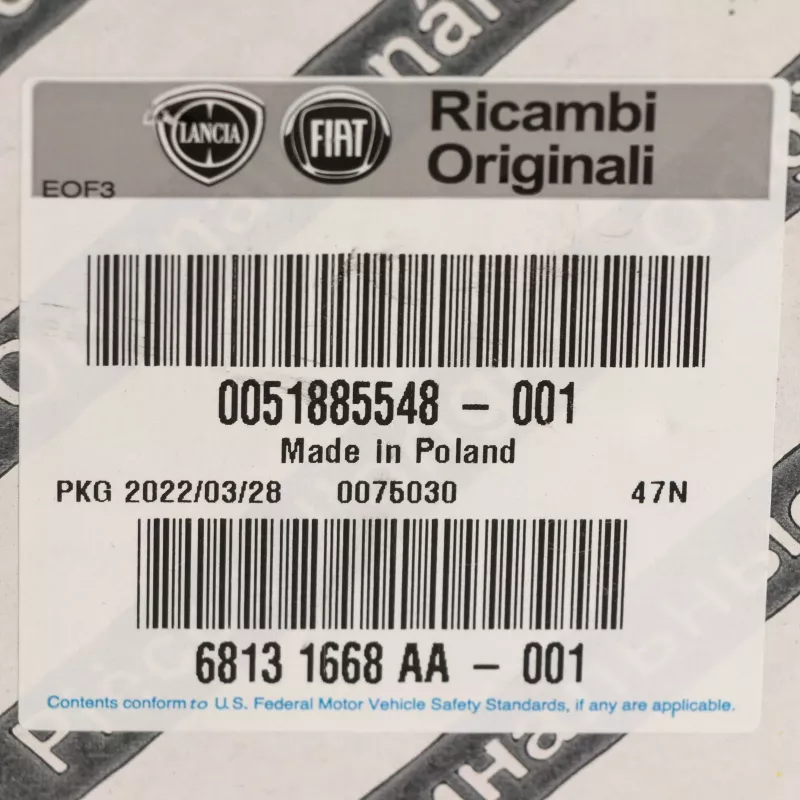 LANCIA FIAT Ricambi
Originali
EOF3
0051885548 - 001
Made in Poland
PKG 2022/03/28 0075030 47N
6813 1668 AA - 001
Contents conform to U.S. Federal Motor Vehicle Safety Standards, if any are applicable.